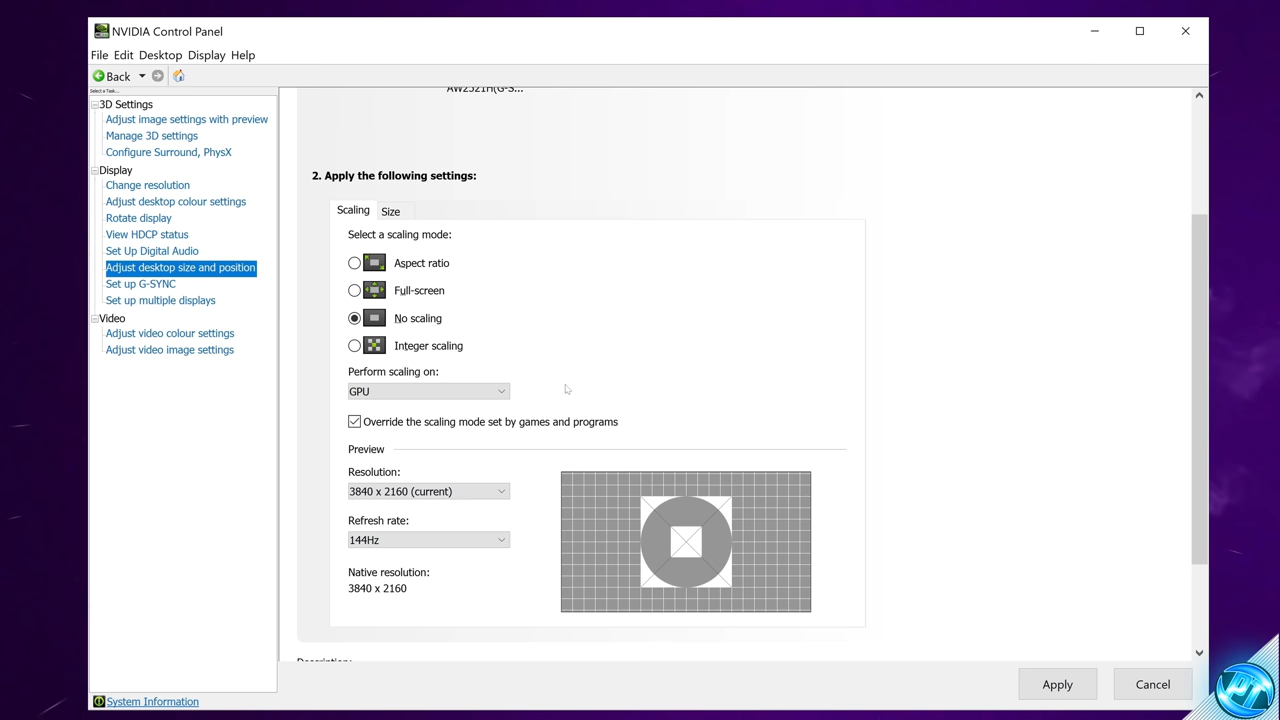 NVIDIA Control Panel
File Edit Desktop Display Help
Back
Select a Task...
3D Settings
Adjust image settings with preview
Manage 3D settings
Configure Surround, PhysX
Display
Change resolution
Adjust desktop colour settings
Rotate display
View HDCP status
Set Up Digital Audio
Adjust desktop size and position
Set up G-SYNC
Set up multiple displays
Video
Adjust video colour settings
Adjust video image settings
System Information
AW2521H(G-S...
2. Apply the following settings:
Scaling Size
Select a scaling mode:
Aspect ratio
Full-screen
No scaling
Integer scaling
Perform scaling on:
GPU
Override the scaling mode set by games and programs
Preview
Resolution:
3840 x 2160 (current)
Refresh rate:
144Hz
Native resolution:
3840 x 2160
Description:
Apply Cancel
PT